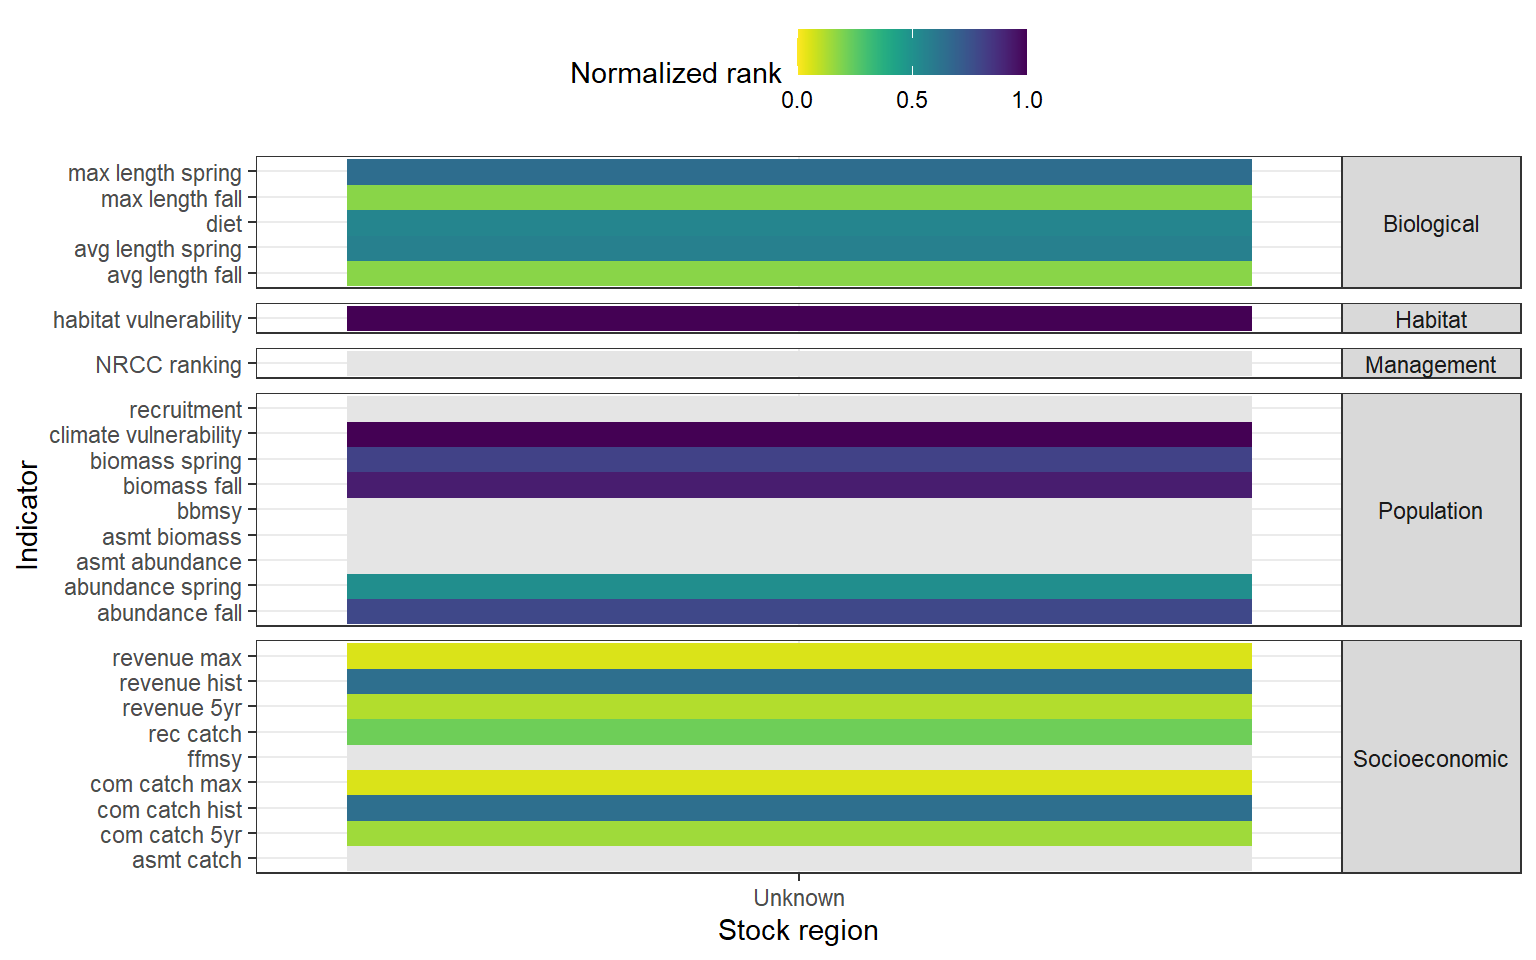 Normalized rank
0.0 0.5 1.0
max length spring
max length fall
diet
avg length spring
avg length fall
Biological
habitat vulnerability
Habitat
NRCC ranking
Management
recruitment
climate vulnerability
biomass spring
biomass fall
bbmsy
asmt biomass
asmt abundance
abundance spring
abundance fall
Population
revenue max
revenue hist
revenue 5yr
rec catch
ffmsy
com catch max
com catch hist
com catch 5yr
asmt catch
Socioeconomic
Indicator
Unknown
Stock region